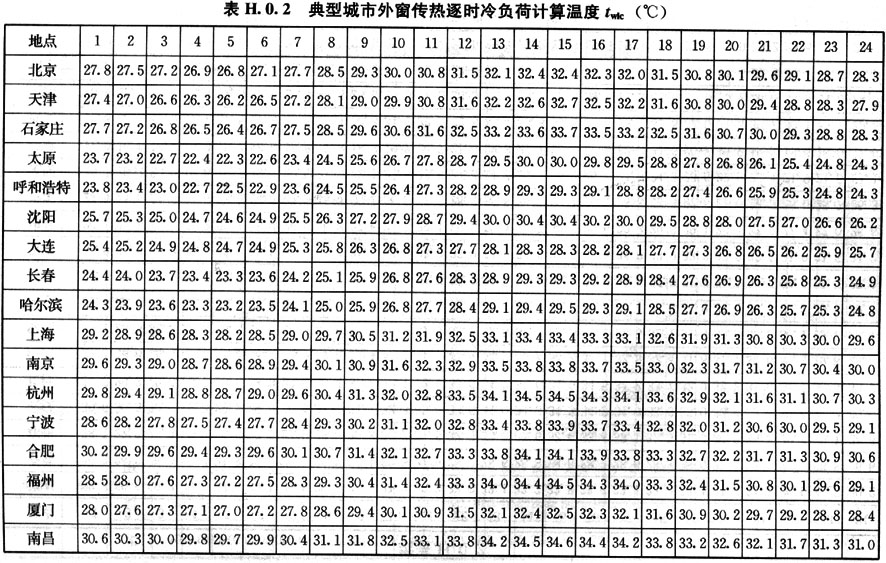 表 H.0.2 典型城市外窗传热逐时冷负荷计算温度 twlc (℃)
地点 1 2 3 4 5 6 7 8 9 10 11 12 13 14 15 16 17 18 19 20 21 22 23 24
北京 27.8 27.5 27.2 26.9 26.8 27.1 27.7 28.5 29.3 30.0 30.8 31.5 32.1 32.4 32.4 32.3 32.0 31.5 30.8 30.1 29.6 29.1 28.7 28.3
天津 27.4 27.0 26.6 26.3 26.2 26.5 27.2 28.1 29.0 29.9 30.8 31.6 32.2 32.6 32.7 32.5 32.2 31.6 30.8 30.0 29.4 28.8 28.3 27.9
石家庄 27.7 27.2 26.8 26.5 26.4 26.7 27.5 28.5 29.6 30.6 31.6 32.5 33.2 33.6 33.7 33.5 33.2 32.5 31.6 30.7 30.0 29.3 28.8 28.3
太原 23.7 23.2 22.7 22.4 22.3 22.6 23.4 24.5 25.6 26.7 27.8 28.7 29.5 30.0 30.0 29.8 29.5 28.8 27.8 26.8 26.1 25.4 24.8 24.3
呼和浩特 23.8 23.4 23.0 22.7 22.5 22.9 23.6 24.5 25.5 26.4 27.3 28.2 28.9 29.3 29.3 29.1 28.8 28.2 27.4 26.6 25.9 25.3 24.8 24.3
沈阳 25.7 25.3 25.0 24.7 24.6 24.9 25.5 26.3 27.2 27.9 28.7 29.4 30.0 30.4 30.4 30.2 30.0 29.5 28.8 28.0 27.5 27.0 26.6 26.2
大连 25.4 25.2 24.9 24.8 24.7 24.9 25.3 25.8 26.3 26.8 27.3 27.7 28.1 28.3 28.3 28.2 28.1 27.7 27.3 26.8 26.5 26.2 25.9 25.7
长春 24.4 24.0 23.7 23.4 23.3 23.6 24.2 25.1 25.9 26.8 27.6 28.3 28.9 29.3 29.3 29.2 28.9 28.4 27.6 26.9 26.3 25.8 25.3 24.9
哈尔滨 24.3 23.9 23.6 23.3 23.2 23.5 24.1 25.0 25.9 26.8 27.7 28.4 29.1 29.4 29.5 29.3 29.1 28.5 27.7 26.9 26.3 25.7 25.3 24.8
上海 29.2 28.9 28.6 28.3 28.2 28.5 29.0 29.7 30.5 31.2 31.9 32.5 33.1 33.4 33.4 33.3 33.1 32.6 31.9 31.3 30.8 30.3 30.0 29.6
南京 29.6 29.3 29.0 28.7 28.6 28.9 29.4 30.1 30.9 31.6 32.3 32.9 33.5 33.8 33.8 33.7 33.5 33.0 32.3 31.7 31.2 30.7 30.4 30.0
杭州 29.8 29.4 29.1 28.8 28.7 29.0 29.6 30.4 31.3 32.0 32.8 33.5 34.1 34.5 34.5 34.3 34.1 33.6 32.9 32.1 31.6 31.1 30.7 30.3
宁波 28.6 28.2 27.8 27.5 27.4 27.7 28.4 29.3 30.2 31.1 32.0 32.8 33.4 33.8 33.9 33.7 33.4 32.8 32.0 31.2 30.6 30.0 29.5 29.1
合肥 30.2 29.9 29.6 29.4 29.3 29.6 30.1 30.7 31.4 32.1 32.7 33.3 33.8 34.1 34.1 33.9 33.8 33.3 32.7 32.2 31.7 31.3 30.9 30.6
福州 28.5 28.0 27.6 27.3 27.2 27.5 28.3 29.3 30.4 31.4 32.4 33.3 34.0 34.4 34.5 34.3 34.0 33.3 32.4 31.5 30.8 30.1 29.6 29.1
厦门 28.0 27.6 27.3 27.1 27.0 27.2 27.8 28.6 29.4 30.1 30.9 31.5 32.1 32.4 32.5 32.3 32.1 31.6 30.9 30.2 29.7 29.2 28.8 28.4
南昌 30.6 30.3 30.0 29.8 29.7 29.9 30.4 31.1 31.8 32.5 33.1 33.8 34.2 34.5 34.6 34.4 34.2 33.8 33.2 32.6 32.1 31.7 31.3 31.0